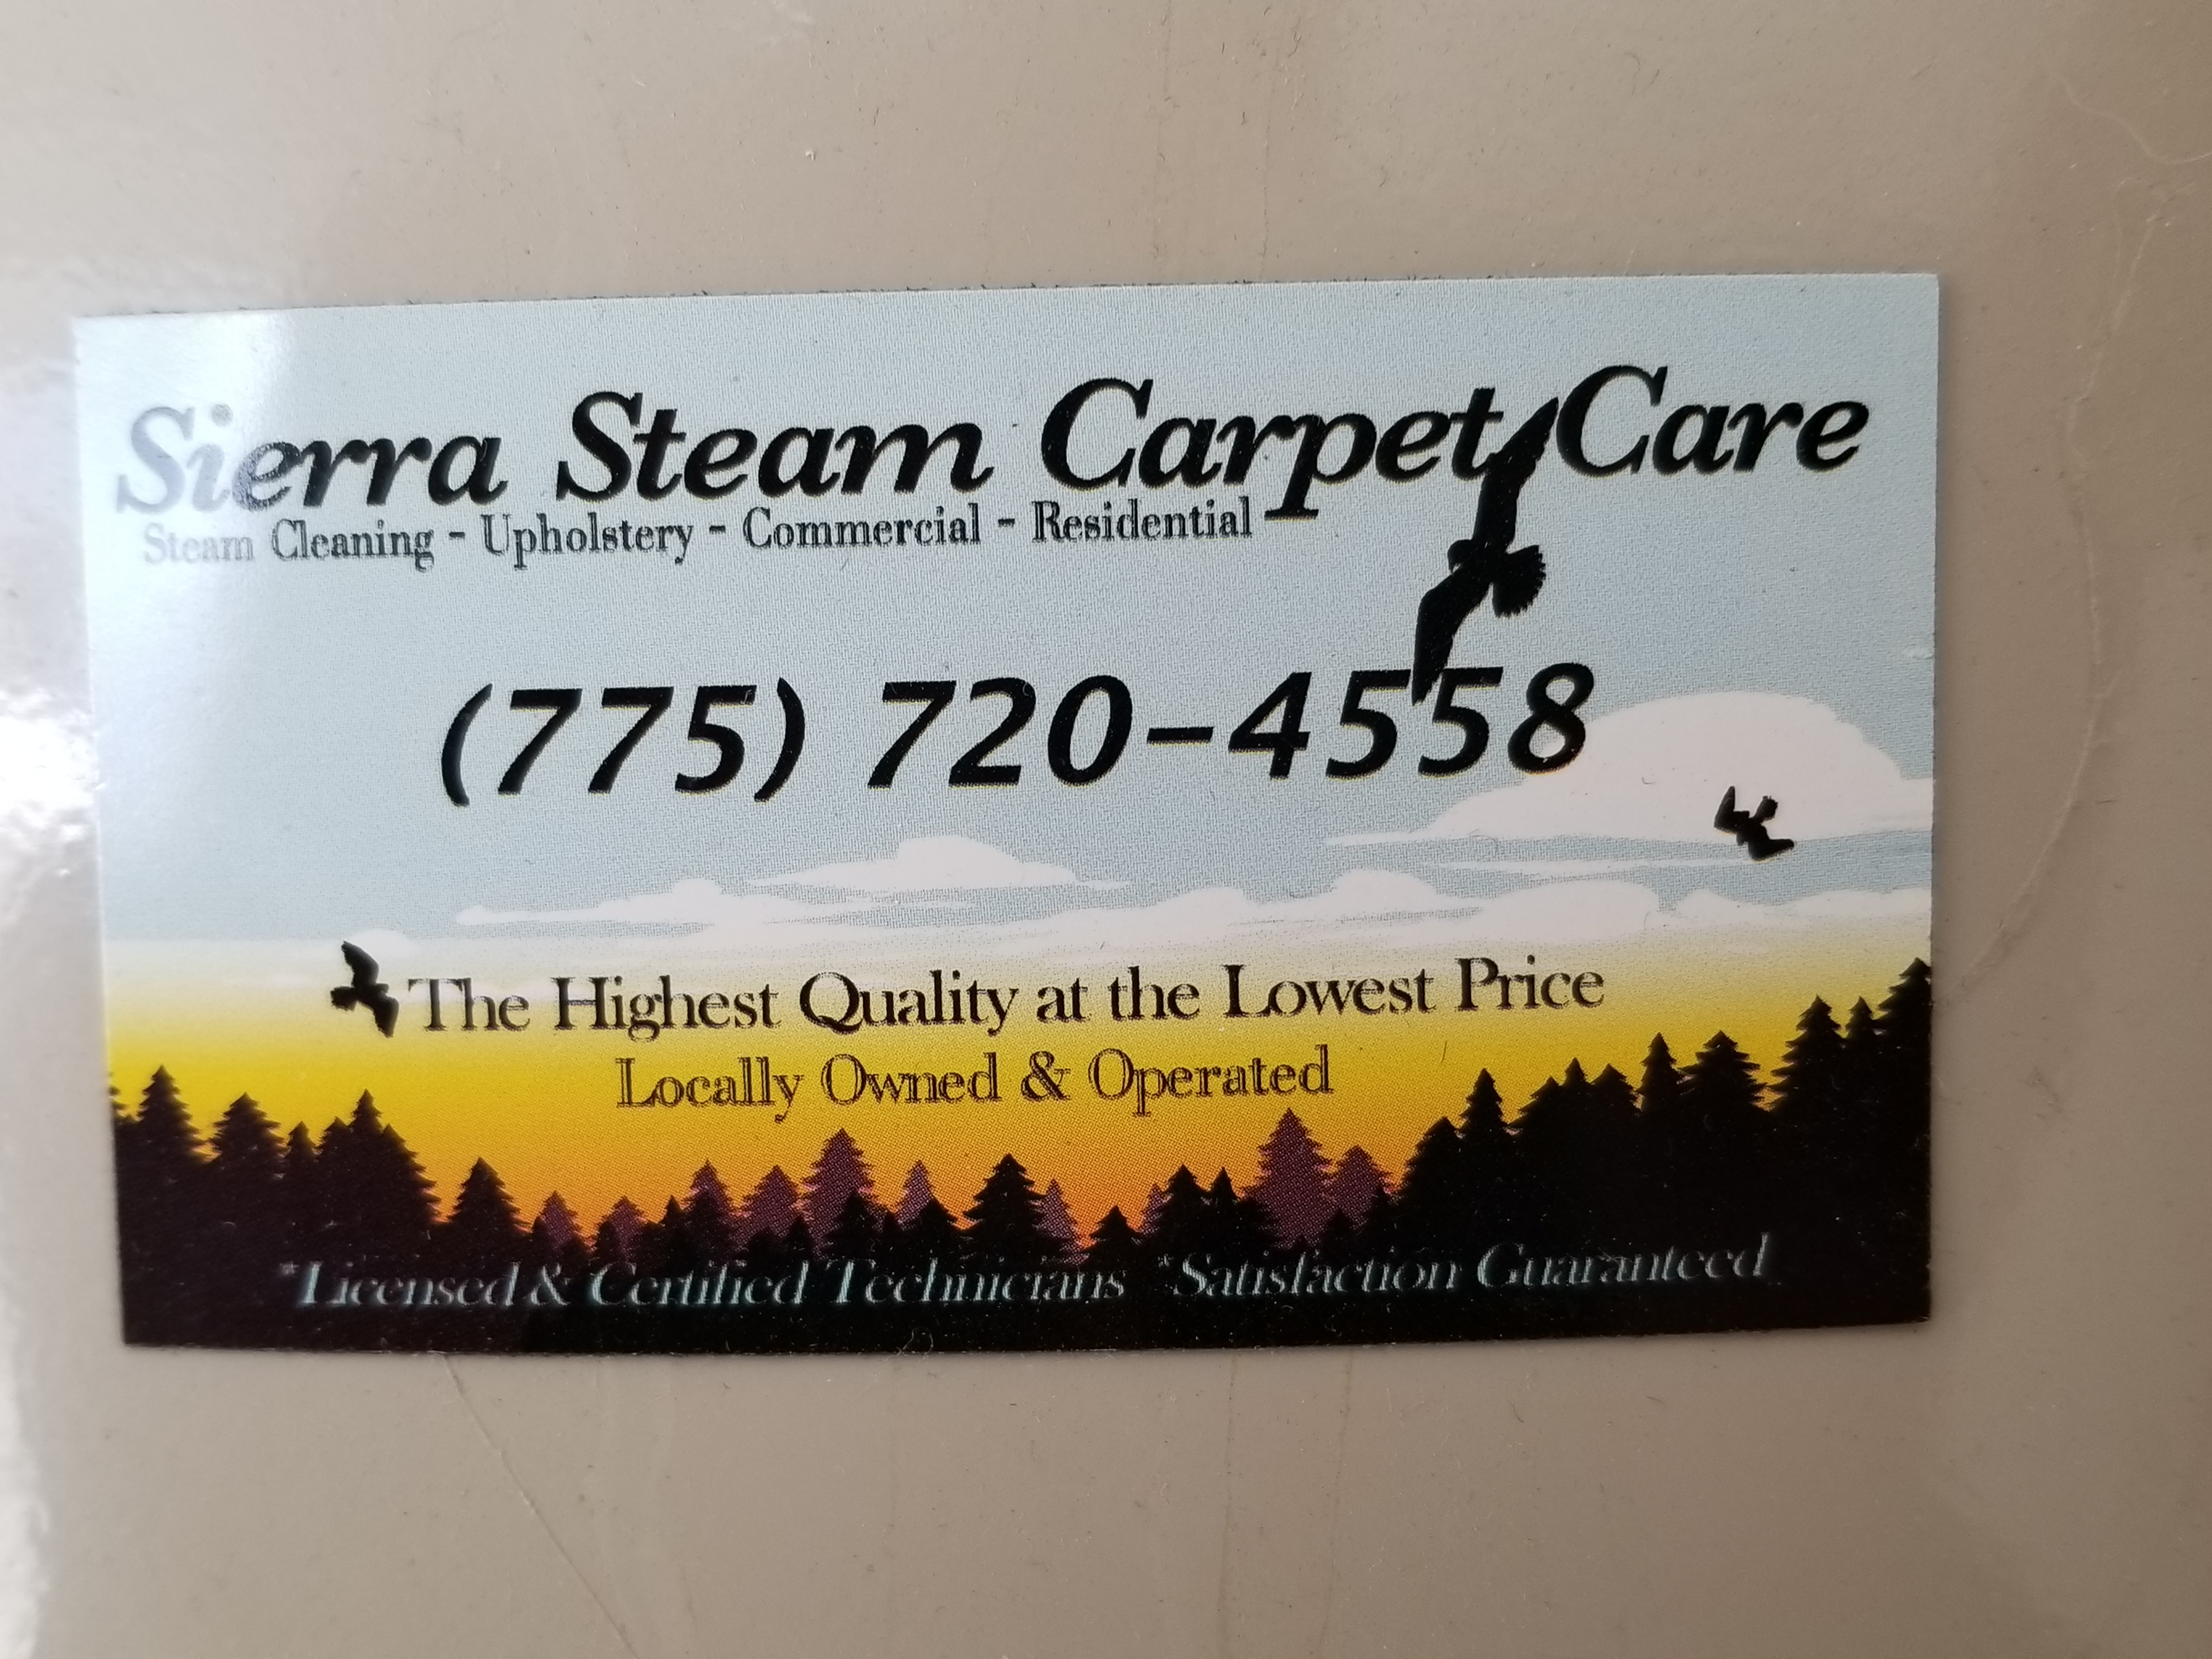 Sierra Steam Carpet Care
Steam Cleaning - Upholstery - Commercial - Residential
(775) 720-4558
The Highest Quality at the Lowest Price
Locally Owned & Operated
*Licensed & Certified Technicians *Satisfaction Guaranteed